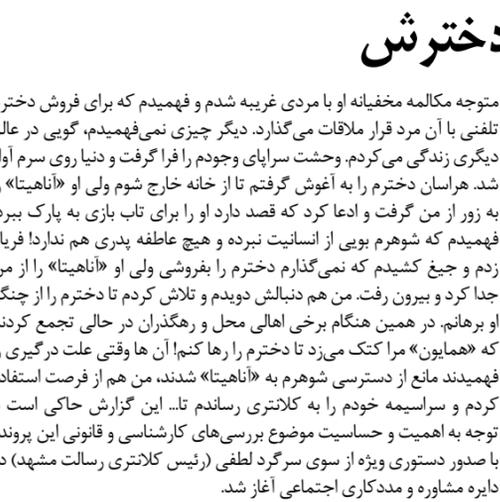 دخترش
متوجه مکالمه مخفیانه او با مردی غریبه شدم و فهمیدم که برای فروش دختر
تلفنی با آن مرد قرار ملاقات می‌گذارد. دیگر چیزی نمی‌فهمیدم، گویی در عال
دیگری زندگی می‌کردم. وحشت سراپای وجودم را فرا گرفت و دنیا روی سرم آوا
شد. هراسان دخترم را به آغوش گرفتم تا از خانه خارج شوم ولی او «آناهیتا»
به زور از من گرفت و ادعا کرد که قصد دارد او را برای تاب بازی به پارک ببرد
فهمیدم که شوهرم بویی از انسانیت نبرده و هیچ عاطفه پدری هم ندارد! فریا
زدم و جیغ کشیدم که نمی‌گذارم دخترم را بفروشی ولی او «آناهیتا» را از مر
جدا کرد و بیرون رفت. من هم دنبالش دویدم و تلاش کردم تا دخترم را از چنگ
او برهانم. در همین هنگام برخی اهالی محل و رهگذران در حالی تجمع کردند
که «همایون» مرا کتک می‌زد تا دخترم را رها کنم! آن ها وقتی علت درگیری
فهمیدند مانع از دسترسی شوهرم به «آناهیتا» شدند، من هم از فرصت استفاد
کردم و سراسیمه خودم را به کلانتری رساندم تا... این گزارش حاکی است
توجه به اهمیت و حساسیت موضوع بررسی‌های کارشناسی و قانونی این پروند
با صدور دستوری ویژه از سوی سرگرد لطفی (رئیس کلانتری رسالت مشهد) د
دایره مشاوره و مددکاری اجتماعی آغاز شد.